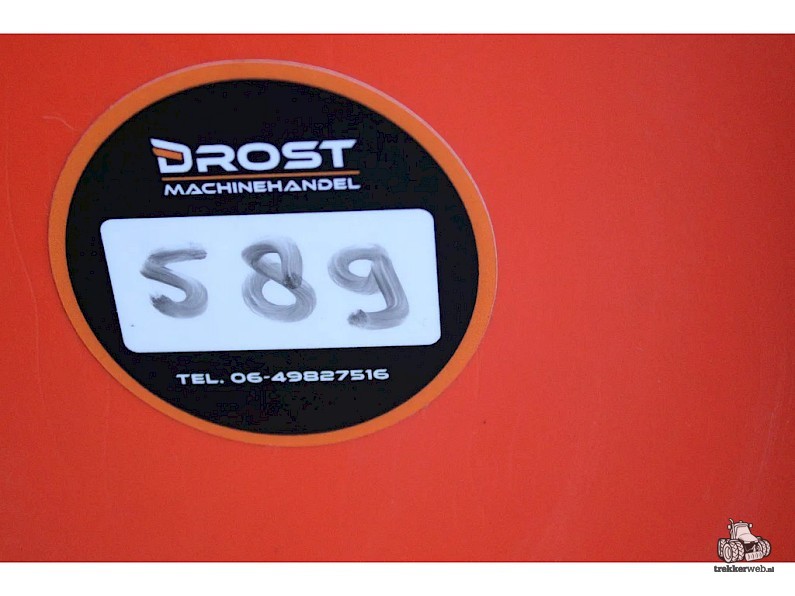 DROST
MACHINEHANDEL
589
TEL. 06-49827516
trekkerweb.nl